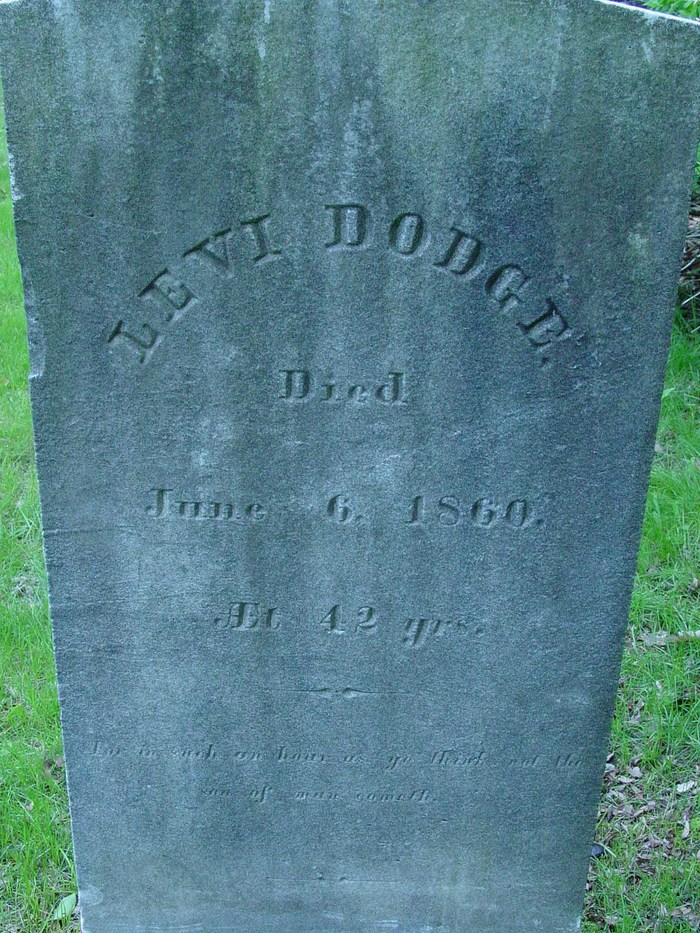 LEVI DODGE.
Died
June 6, 1860.
Æt 42 yrs.
For in such an hour as ye think not the
son of man cometh.